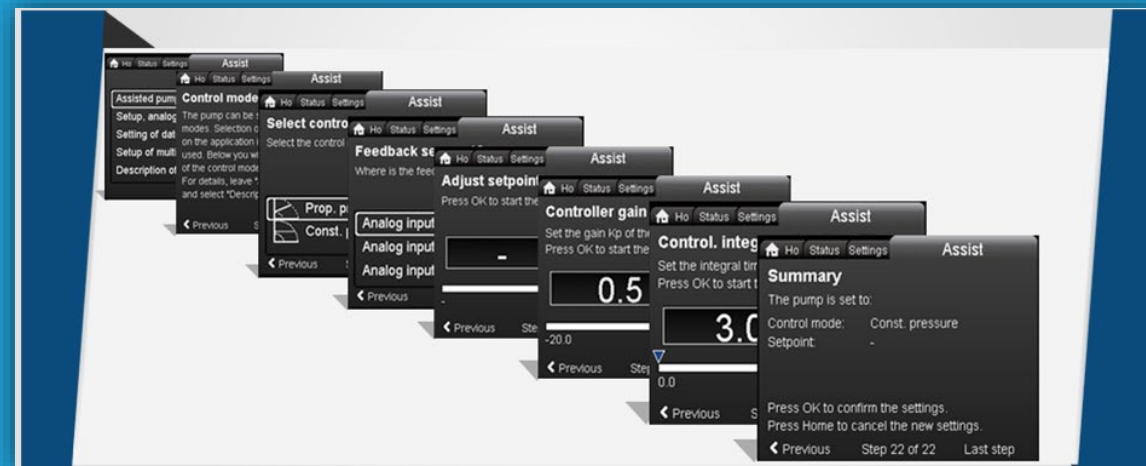 Ho Status Settings Assist
Assisted pum
Setup, analog
Setting of dat
Setup of multi
Description of
Ho Status Settings Assist
Control mode
The pump can be s
modes. Selection o
on the application
used. Below you w
of the control mode
For details, leave "
and select "Descrip
Previous S
Ho Status Settings Assist
Select contro
Select the control
Prop. p
Const.
Previous
Ho Status Settings Assist
Feedback se
Where is the feed
Analog input
Analog input
Analog input
Previous
Ho Status Settings Assist
Adjust setpoint
Press OK to start the
-
-
Previous Ste
Ho Status Settings Assist
Controller gain
Set the gain Kp of the
Press OK to start the
0.5
-20.0
Previous Step
Ho Status Settings Assist
Control. integ
Set the integral tim
Press OK to start t
3.0
0.0
Previous S
Ho Status Settings Assist
Summary
The pump is set to:
Control mode: Const. pressure
Setpoint: -
Press OK to confirm the settings.
Press Home to cancel the new settings.
Previous Step 22 of 22 Last step